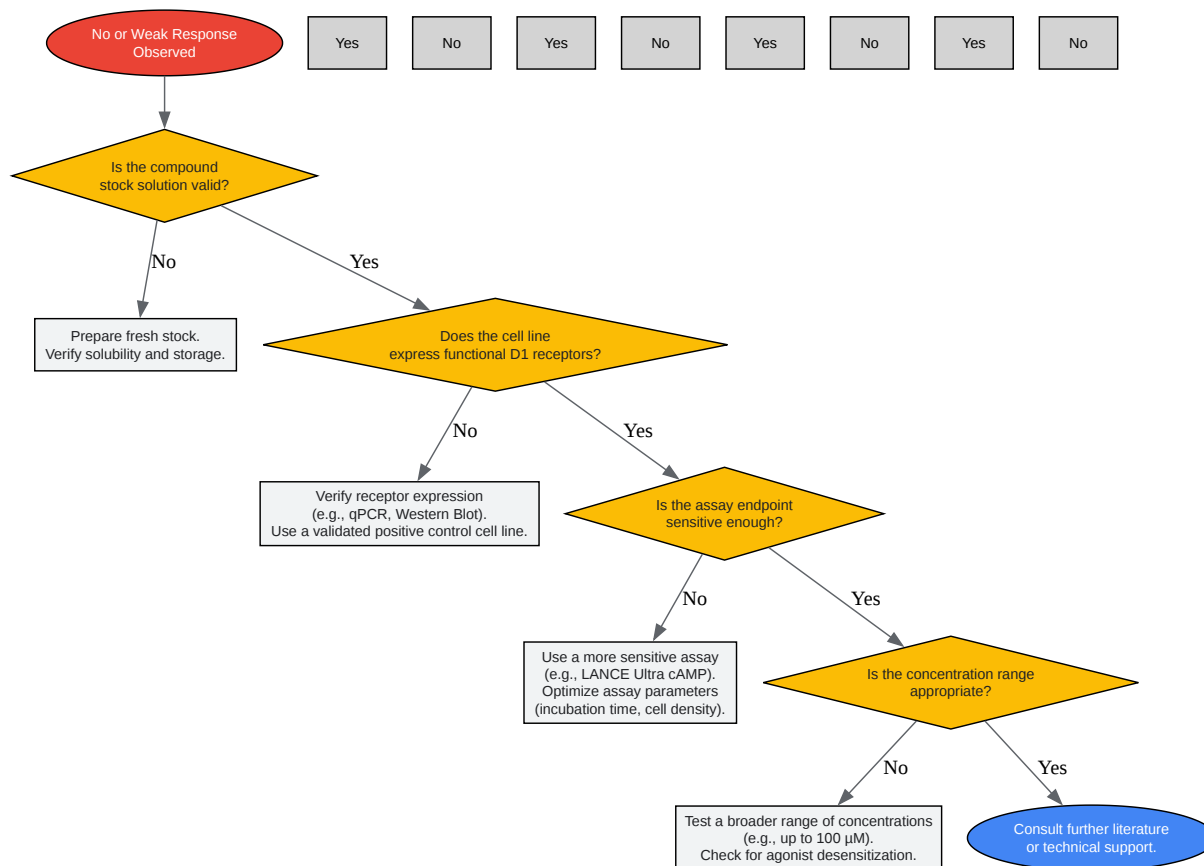 No or Weak Response
Observed
Yes
No
Yes
No
Yes
No
Yes
No
Is the compound
stock solution valid?
No
Yes
Prepare fresh stock.
Verify solubility and storage.
Does the cell line
express functional D1 receptors?
No
Yes
Verify receptor expression
(e.g., qPCR, Western Blot).
Use a validated positive control cell line.
Is the assay endpoint
sensitive enough?
No
Yes
Use a more sensitive assay
(e.g., LANCE Ultra cAMP).
Optimize assay parameters
(incubation time, cell density).
Is the concentration range
appropriate?
No
Yes
Test a broader range of concentrations
(e.g., up to 100 µM).
Check for agonist desensitization.
Consult further literature
or technical support.